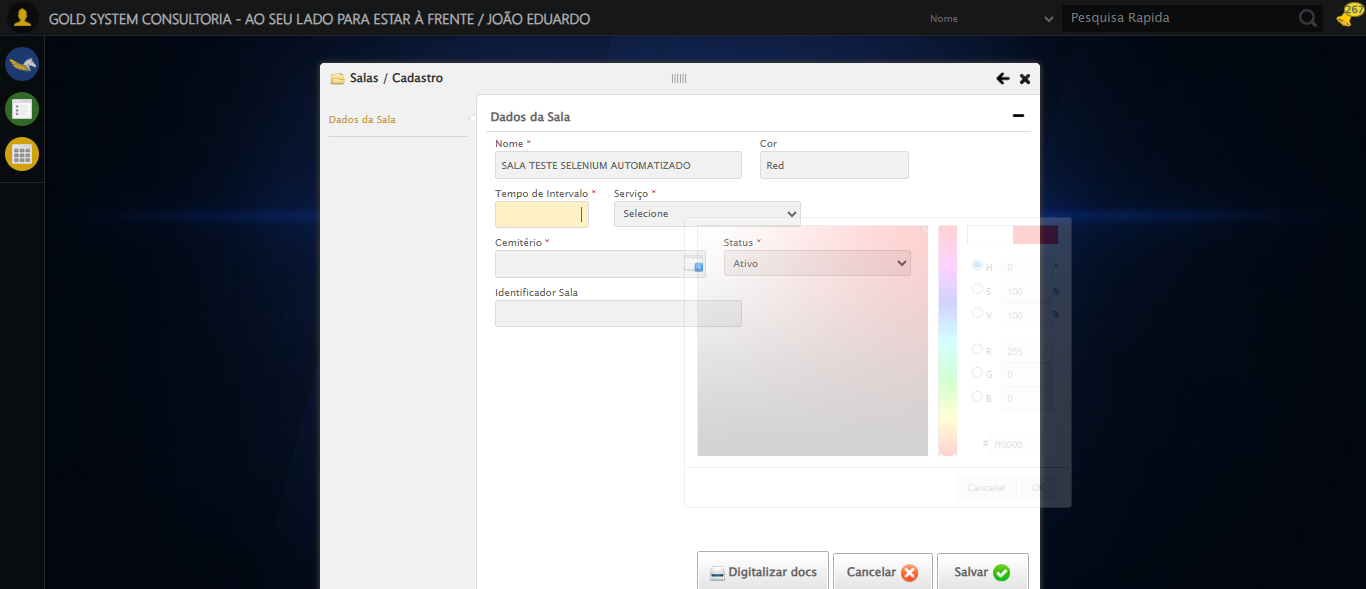 GOLD SYSTEM CONSULTORIA - AO SEU LADO PARA ESTAR À FRENTE / JOÃO EDUARDO
Nome
Pesquisa Rapida
267
Salas / Cadastro
Dados da Sala
Dados da Sala
Nome *
Cor
SALA TESTE SELENIUM AUTOMATIZADO
Red
Tempo de Intervalo *
Serviço *
Selecione
Cemitério *
Status *
Ativo
Identificador Sala
H 0 °
S 100 %
V 100 %
R 255
G 0
B 0
# ff0000
Cancelar
OK
Digitalizar docs
Cancelar
Salvar